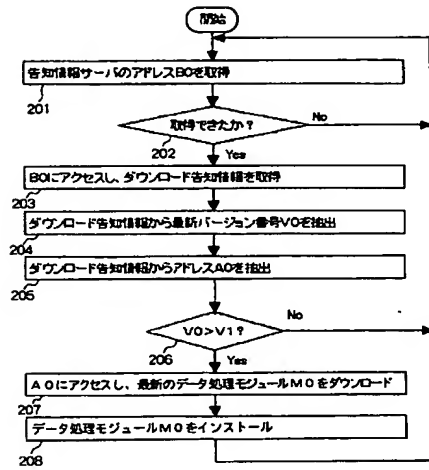 開始
告知情報サーバのアドレスB0を取得
201
取得できたか？
No
202
Yes
B0にアクセスし、ダウンロード告知情報を取得
203
ダウンロード告知情報から最新バージョン番号V0を抽出
204
ダウンロード告知情報からアドレスA0を抽出
205
V0>V1？
No
206
Yes
A0にアクセスし、最新のデータ処理モジュールM0をダウンロード
207
データ処理モジュールM0をインストール
208